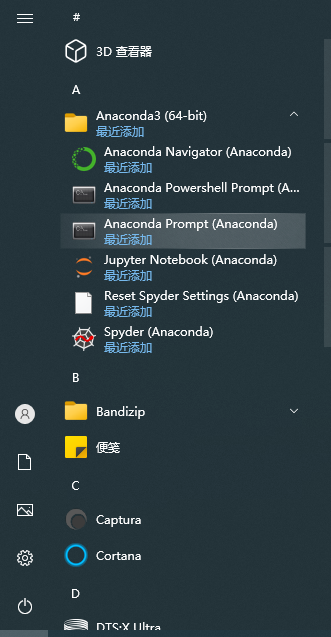 #
3D 查看器
A
Anaconda3 (64-bit)
最近添加
Anaconda Navigator (Anaconda)
最近添加
Anaconda Powershell Prompt (A...
最近添加
Anaconda Prompt (Anaconda)
最近添加
Jupyter Notebook (Anaconda)
最近添加
Reset Spyder Settings (Anaconda)
最近添加
Spyder (Anaconda)
最近添加
B
Bandizip
便笺
C
Captura
Cortana
D
DTS:X Ultra